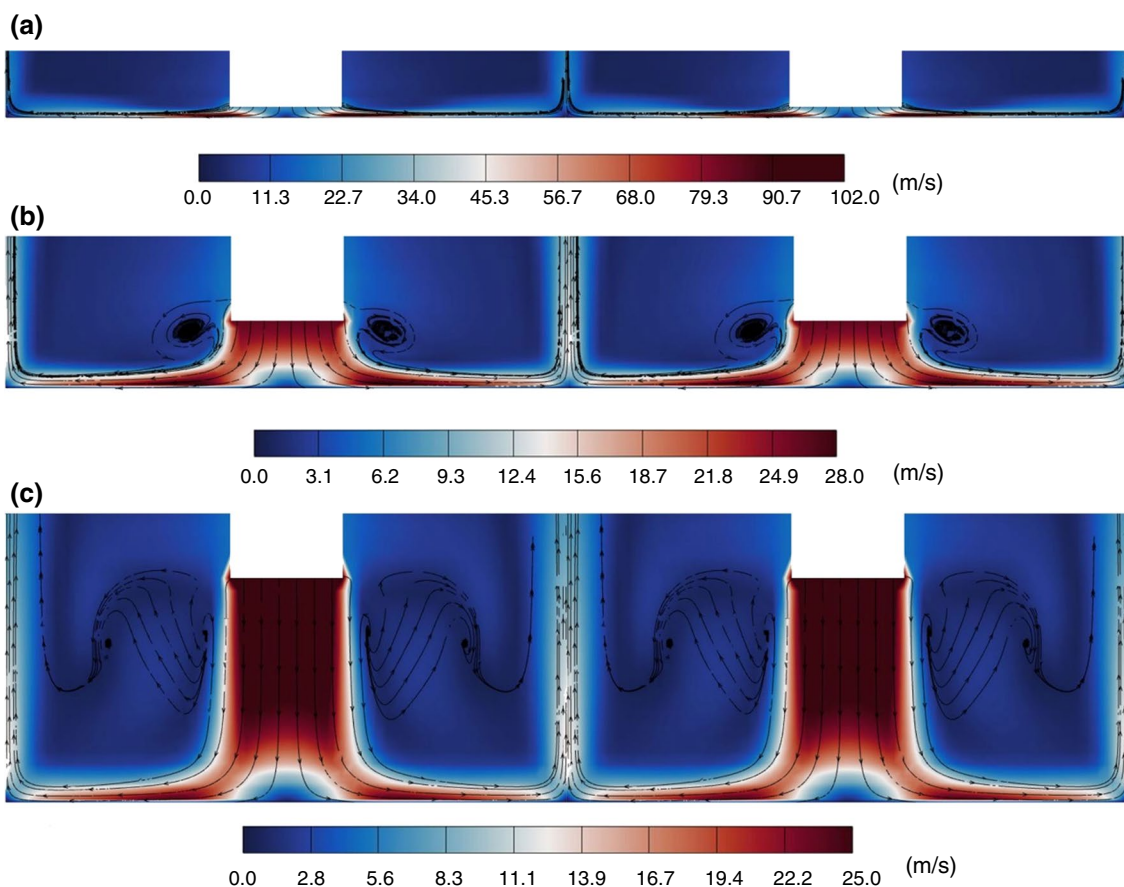 (a)
0.0 11.3 22.7 34.0 45.3 56.7 68.0 79.3 90.7 102.0 (m/s)
(b)
0.0 3.1 6.2 9.3 12.4 15.6 18.7 21.8 24.9 28.0 (m/s)
(c)
0.0 2.8 5.6 8.3 11.1 13.9 16.7 19.4 22.2 25.0 (m/s)